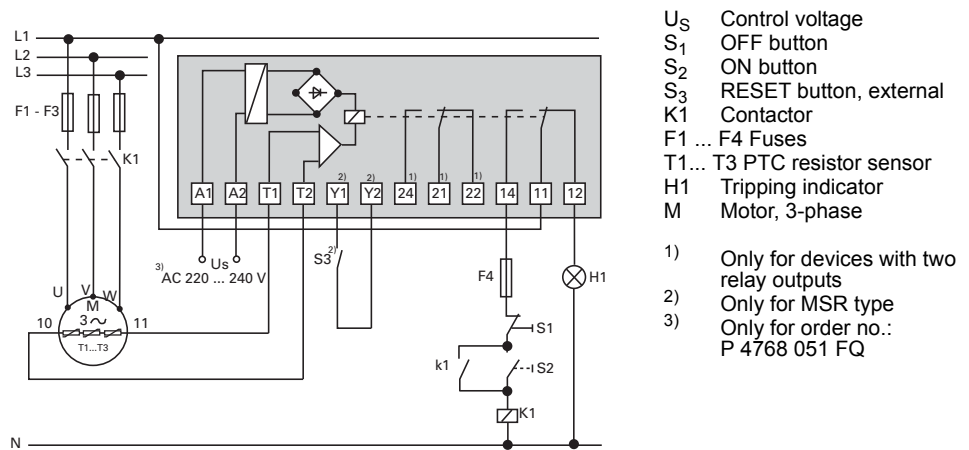 L1
L2
L3
F1 - F3
K1
A1 A2 T1 T2 Y1 Y2 24 21 22 14 11 12
2) 2) 1) 1) 1)
Us
3) AC 220 ... 240 V
S3 2)
F4
H1
U V W
M
3
10 11
T1...T3
S1
k1
S2
K1
N
US Control voltage
S1 OFF button
S2 ON button
S3 RESET button, external
K1 Contactor
F1 ... F4 Fuses
T1... T3 PTC resistor sensor
H1 Tripping indicator
M Motor, 3-phase
1) Only for devices with two
relay outputs
2) Only for MSR type
3) Only for order no.:
P 4768 051 FQ